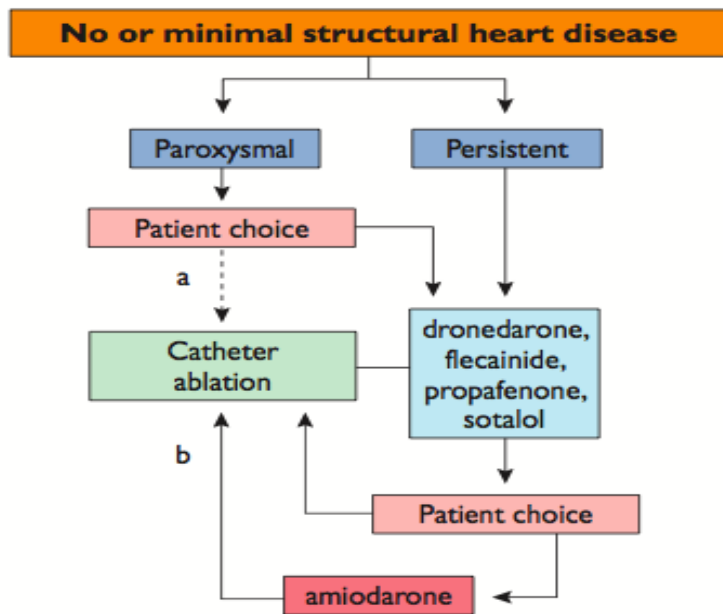 No or minimal structural heart disease
Paroxysmal
Persistent
Patient choice
a
Catheter
ablation
dronedarone,
flecainide,
propafenone,
sotalol
b
Patient choice
amiodarone